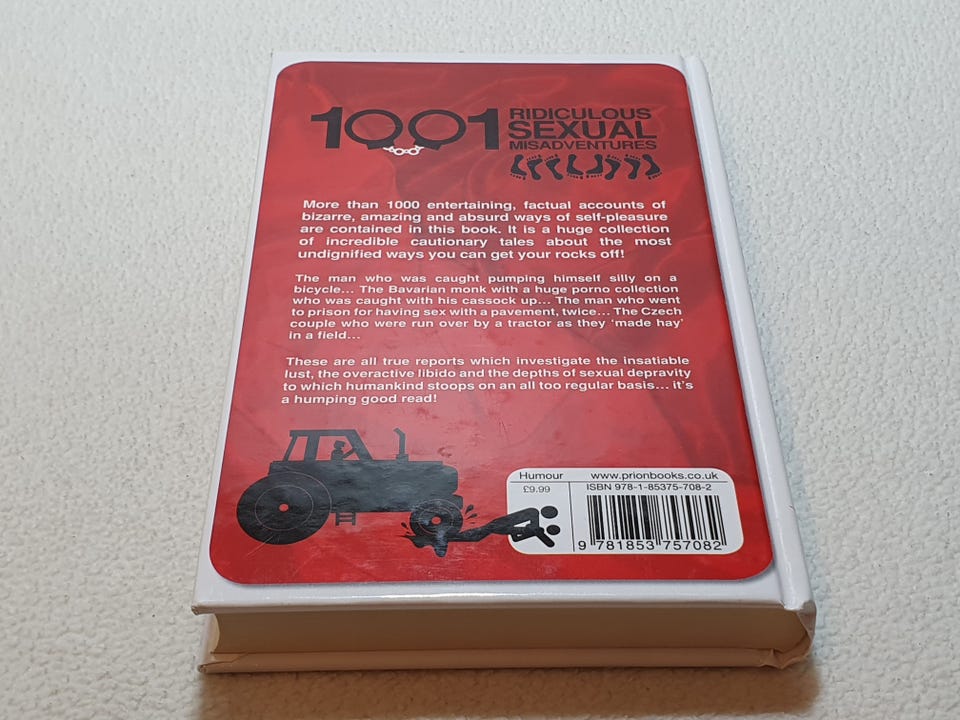 1001 RIDICULOUS
SEXUAL
MISADVENTURES
More than 1000 entertaining, factual accounts of
bizarre, amazing and absurd ways of self-pleasure
are contained in this book. It is a huge collection
of incredible cautionary tales about the most
undignified ways you can get your rocks off!
The man who was caught pumping himself silly on a
bicycle... The Bavarian monk with a huge porno collection
who was caught with his cassock up... The man who went
to prison for having sex with a pavement, twice... The Czech
couple who were run over by a tractor as they ‘made hay’
in a field...
These are all true reports which investigate the insatiable
lust, the overactive libido and the depths of sexual depravity
to which humankind stoops on an all too regular basis... it's
a humping good read!
Humour www.prionbooks.co.uk
£9.99 ISBN 978-1-85375-708-2
9 781853 757082